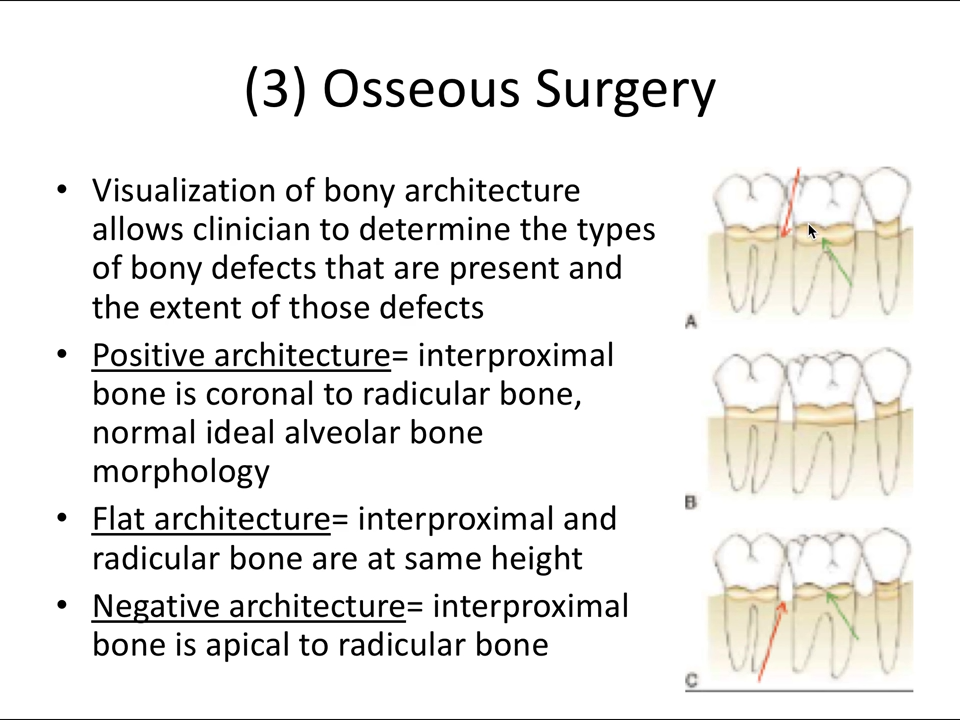 (3) Osseous Surgery
• Visualization of bony architecture
allows clinician to determine the types
of bony defects that are present and
the extent of those defects
• Positive architecture= interproximal
bone is coronal to radicular bone,
normal ideal alveolar bone
morphology
• Flat architecture= interproximal and
radicular bone are at same height
• Negative architecture= interproximal
bone is apical to radicular bone
A
B
C